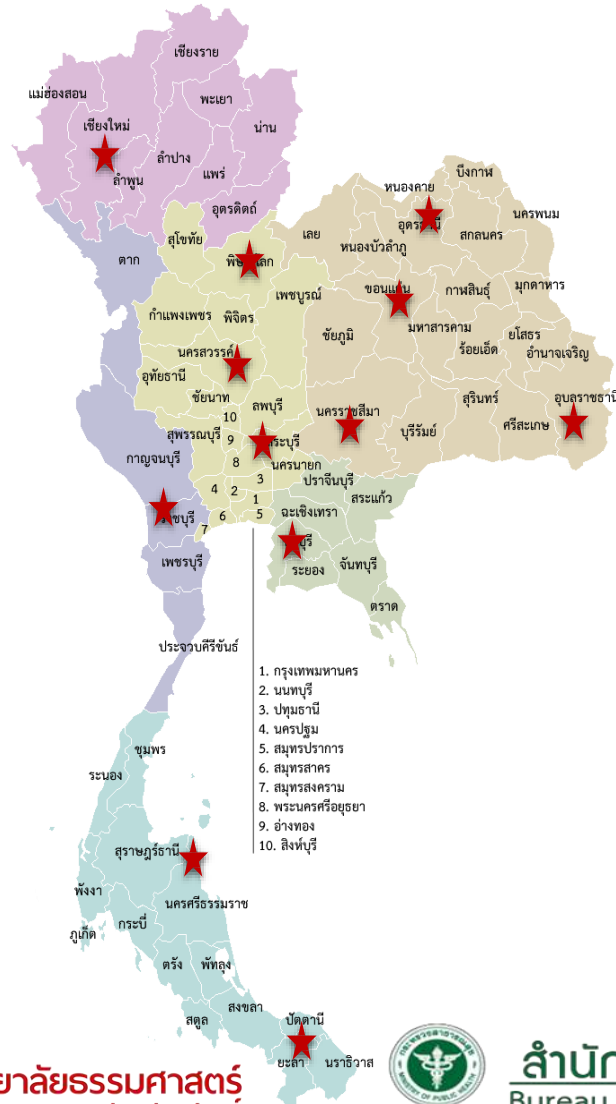 เชียงราย
แม่ฮ่องสอน
พะเยา
เชียงใหม่
น่าน
ลำปาง
แพร่
ลำพูน
อุตรดิตถ์
บึงกาฬ
หนองคาย
นครพนม
สกลนคร
เลย
หนองบัวลำภู
สุโขทัย
ตาก
เพชบูรณ์
ขอนแก่น
กาฬสินธุ์
มุกดาหาร
กำแพงเพชร
พิจิตร
มหาสารคาม
ชัยภูมิ
ยโสธร
ร้อยเอ็ด
อำนาจเจริญ
นครสวรรค์
อุทัยธานี
ชัยนาท
ลพบุรี
สุรินทร์
อุบลราชธานี
นครราชสีมา
10
สุพรรณบุรี
9
บุรีรัมย์
ศรีสะเกษ
กาญจนบุรี
8
นครนายก
3
ปราจีนบุรี
4
2
1
สระแก้ว
ฉะเชิงเทรา
6
5
7
เพชรบุรี
ระยอง
จันทบุรี
ตราด
ประจวบคีรีขันธ์
1. กรุงเทพมหานคร
2. นนทบุรี
3. ปทุมธานี
4. นครปฐม
5. สมุทรปราการ
6. สมุทรสาคร
7. สมุทรสงคราม
8. พระนครศรีอยุธยา
9. อ่างทอง
10. สิงห์บุรี
ชุมพร
ระนอง
สุราษฎร์ธานี
พังงา
นครศรีธรรมราช
กระบี่
ภูเก็ต
ตรัง
พัทลุง
สงขลา
สตูล
ปัตตานี
ยะลา
นราธิวาส
ยาลัยธรรมศาสตร์
MINISTRY OF PUBLIC HEALTH
สำนัก
Bureau